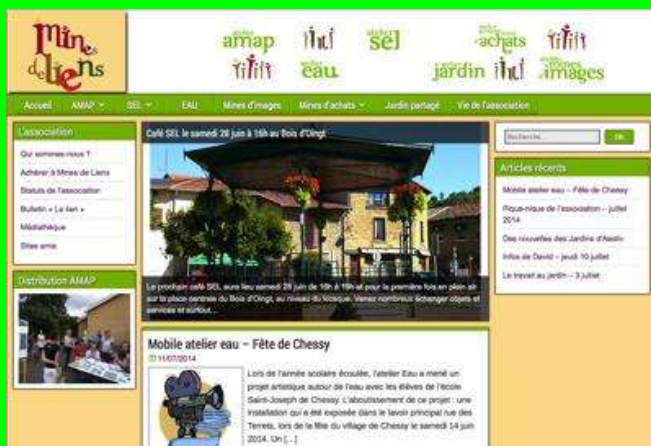 Mines
de liens
atelier amap
atelier sel
atelier achats
atelier eau
atelier jardin
atelier mines images
Accueil AMAP SEL EAU Mines d'images Mines d'achats Jardin partagé Vie de l'association
L'association
Qui sommes-nous ?
Adhérer à Mines de Liens
Statuts de l'association
Bulletin « Le lien »
Médiathèque
Sites amis
Distribution AMAP
Café SEL le samedi 28 juin à 16h au Bois d'Oingt
Le prochain café SEL aura lieu samedi 28 juin de 16h à 18h et pour la première fois en plein air
sur la place centrale du Bois d'Oingt, au niveau du kiosque. Venez nombreux échanger objets et
services et surtout...
Mobile atelier eau – Fête de Chessy
11/07/2014
Lors de l'année scolaire écoulée, l'atelier Eau a mené un
projet artistique autour de l'eau avec les élèves de l'école
Saint-Joseph de Chessy. L'aboutissement de ce projet : une
installation qui a été exposée dans le lavoir principal rue des
Terrets, lors de la fête du village de Chessy le samedi 14 juin
2014. Un [...]
Recherche...
Ok
Articles récents
Mobile atelier eau – Fête de Chessy
Pique-nique de l'association – juillet
2014
Des nouvelles des Jardins d'Aesliv
Infos de David – jeudi 10 juillet
Le travail au jardin – 3 juillet